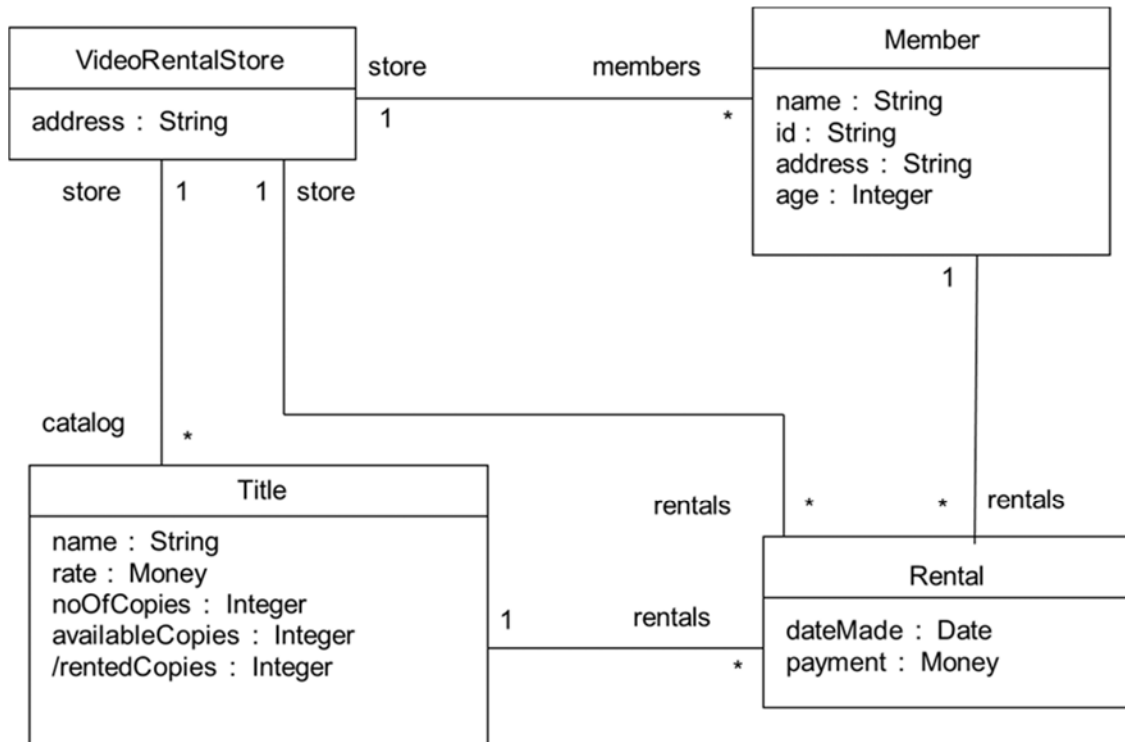 VideoRentalStore
address : String
store
members
1
*
Member
name : String
id : String
address : String
age : Integer
store
1
1
store
1
catalog
*
rentals
*
*
rentals
Title
name : String
rate : Money
noOfCopies : Integer
availableCopies : Integer
/rentedCopies : Integer
1
rentals
*
Rental
dateMade : Date
payment : Money